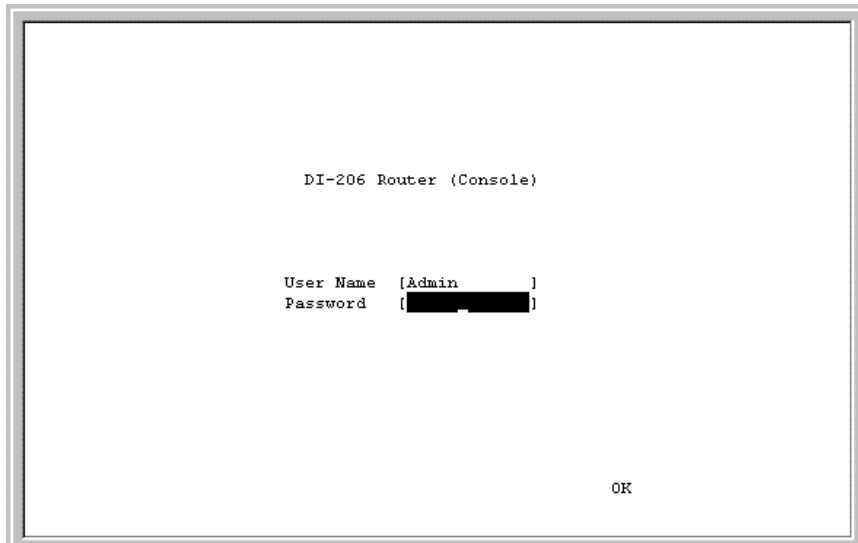 DI-206 Router (Console)
User Name [Admin ]
Password [ ]
OK